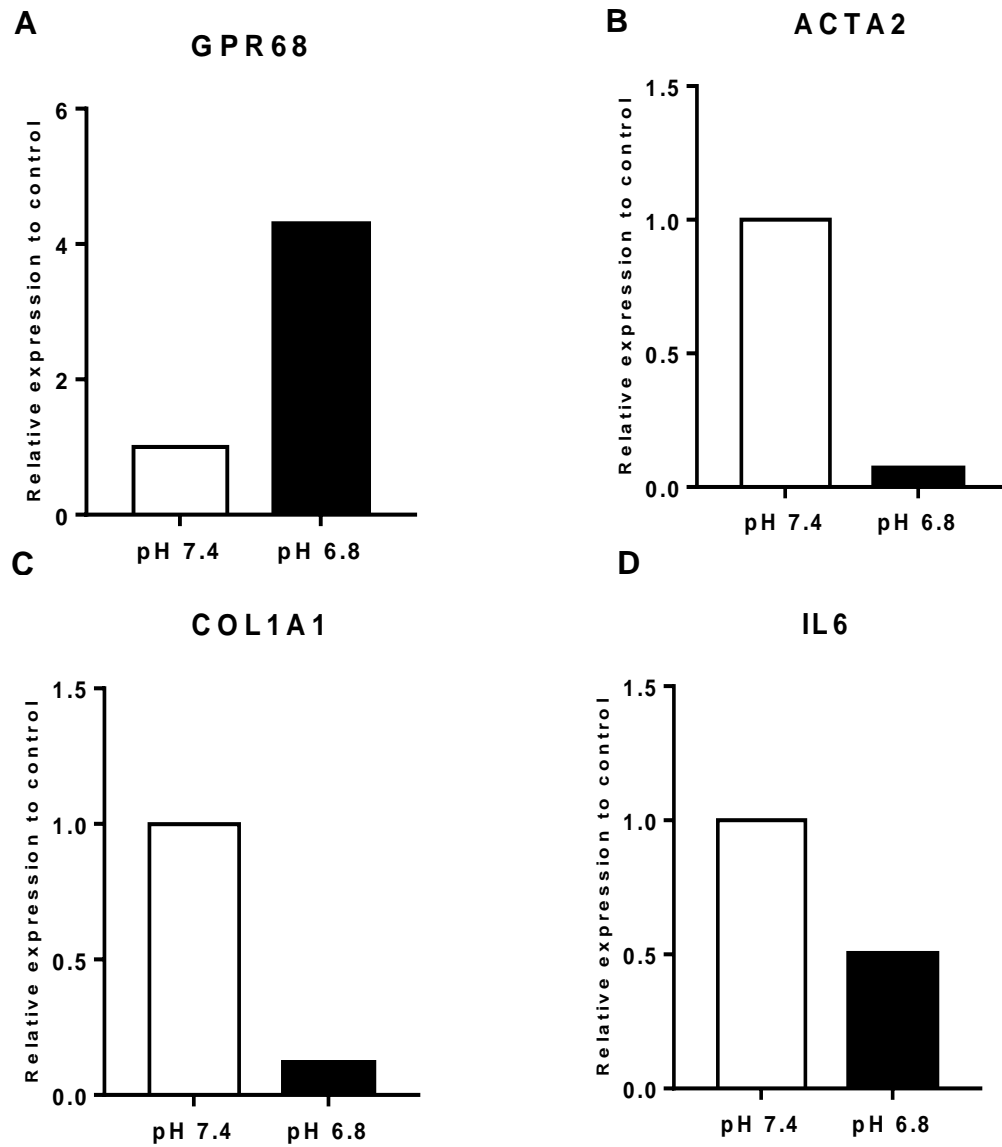 A
GPR68
Relative expression to control
6
4
2
0
pH 7.4
pH 6.8
B
ACTA2
Relative expression to control
1.5
1.0
0.5
0.0
pH 7.4
pH 6.8
C
COL1A1
Relative expression to control
1.5
1.0
0.5
0.0
pH 7.4
pH 6.8
D
IL6
Relative expression to control
1.5
1.0
0.5
0.0
pH 7.4
pH 6.8